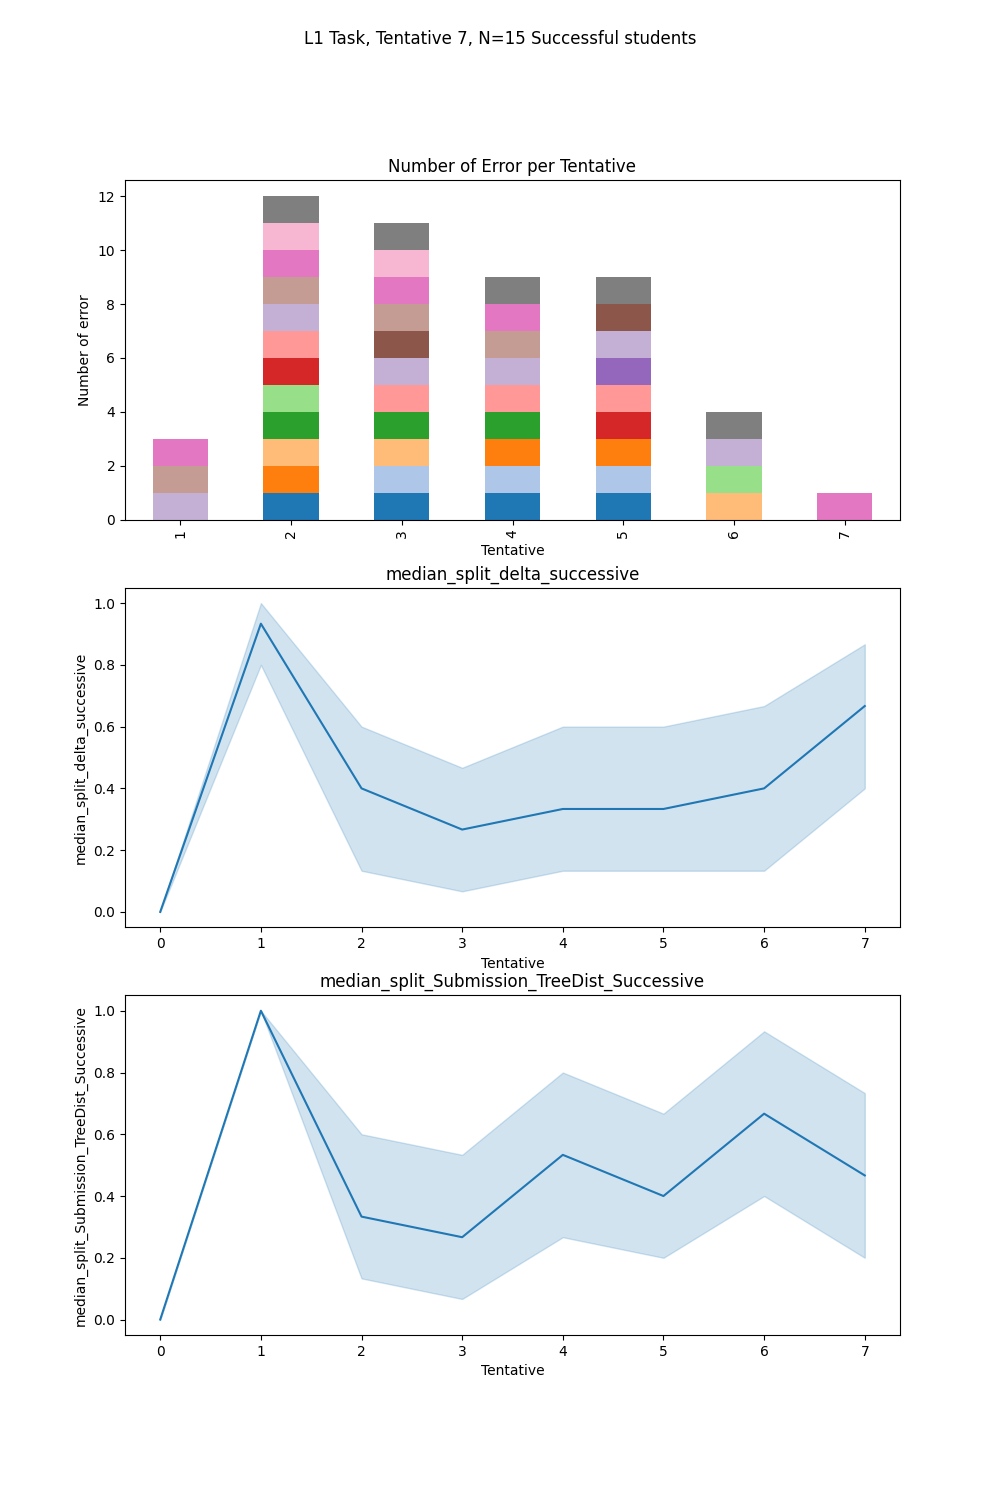 L1 Task, Tentative 7, N=15 Successful students
Number of Error per Tentative
Number of error
12
10
8
6
4
2
0
1 2 3 4 5 6 7
Tentative
median_split_delta_successive
median_split_delta_successive
1.0
0.8
0.6
0.4
0.2
0.0
0 1 2 3 4 5 6 7
Tentative
median_split_Submission_TreeDist_Successive
median_split_Submission_TreeDist_Successive
1.0
0.8
0.6
0.4
0.2
0.0
0 1 2 3 4 5 6 7
Tentative